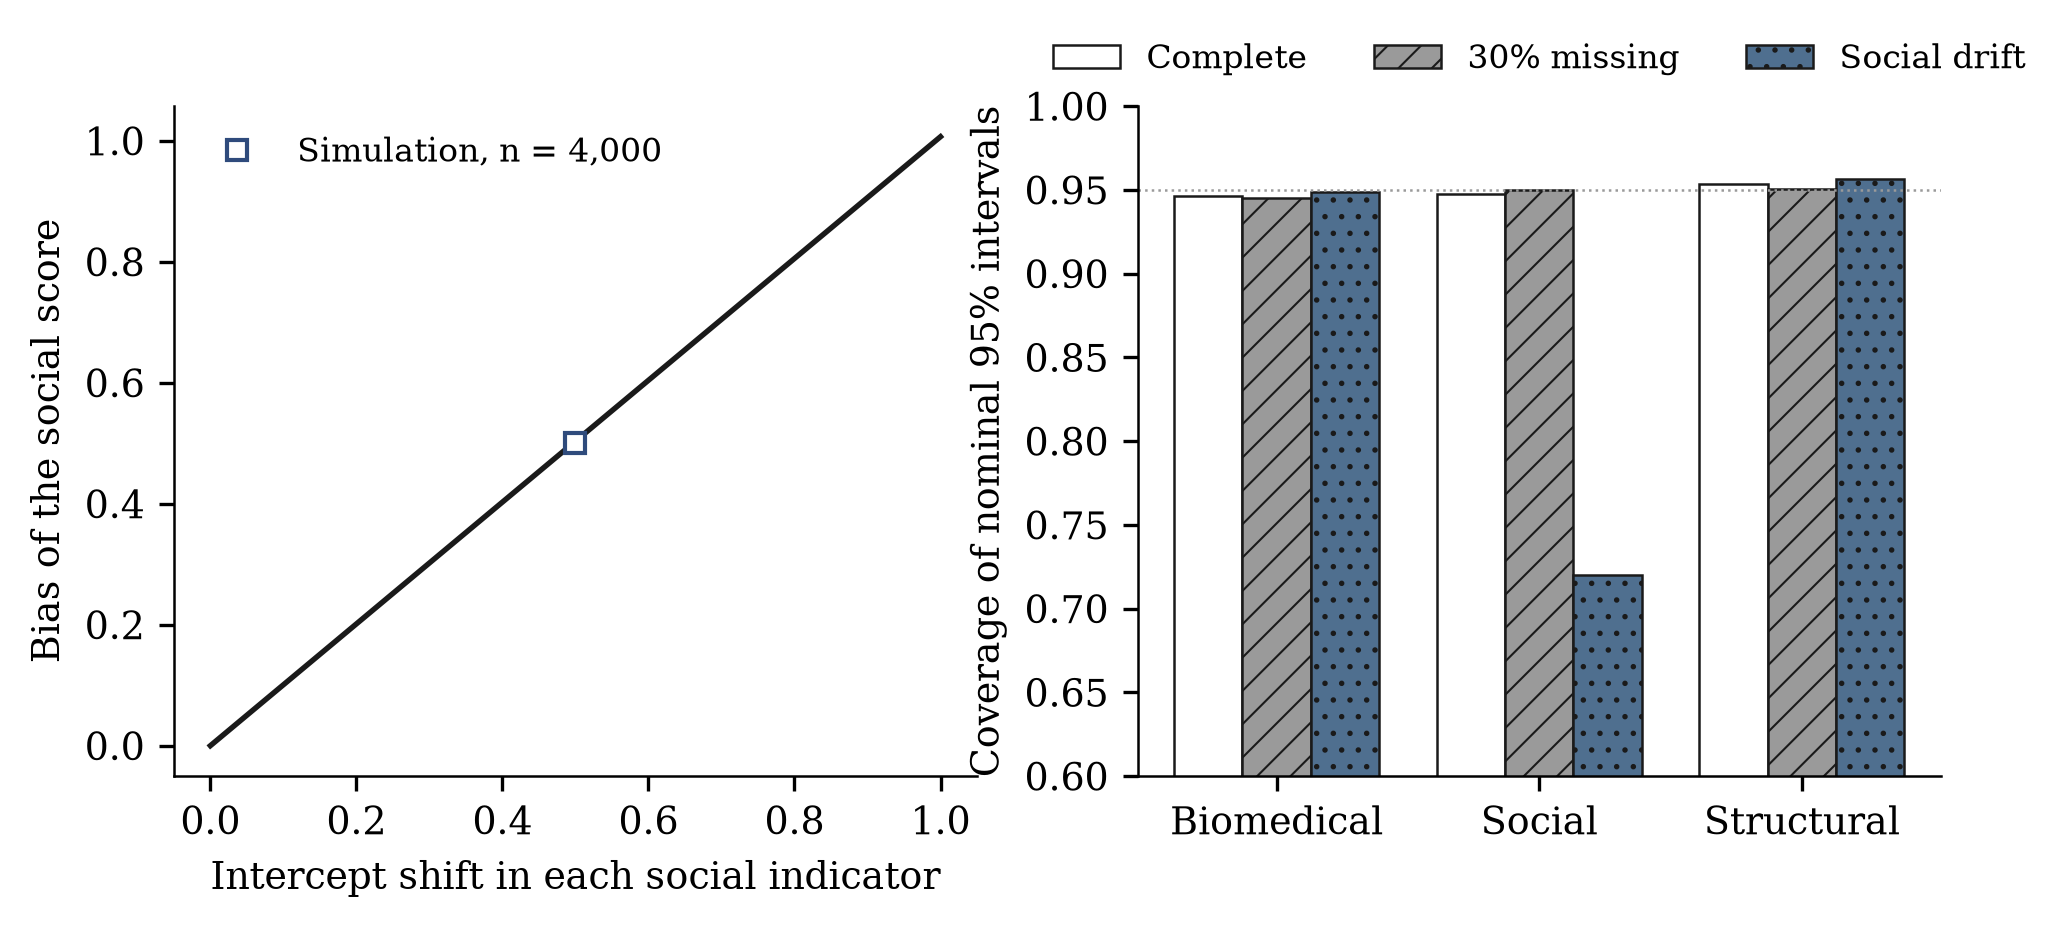 Simulation, n = 4,000
Bias of the social score
1.0
0.8
0.6
0.4
0.2
0.0
0.0 0.2 0.4 0.6 0.8 1.0
Intercept shift in each social indicator
Complete 30% missing Social drift
Coverage of nominal 95% intervals
1.00
0.95
0.90
0.85
0.80
0.75
0.70
0.65
0.60
Biomedical Social Structural